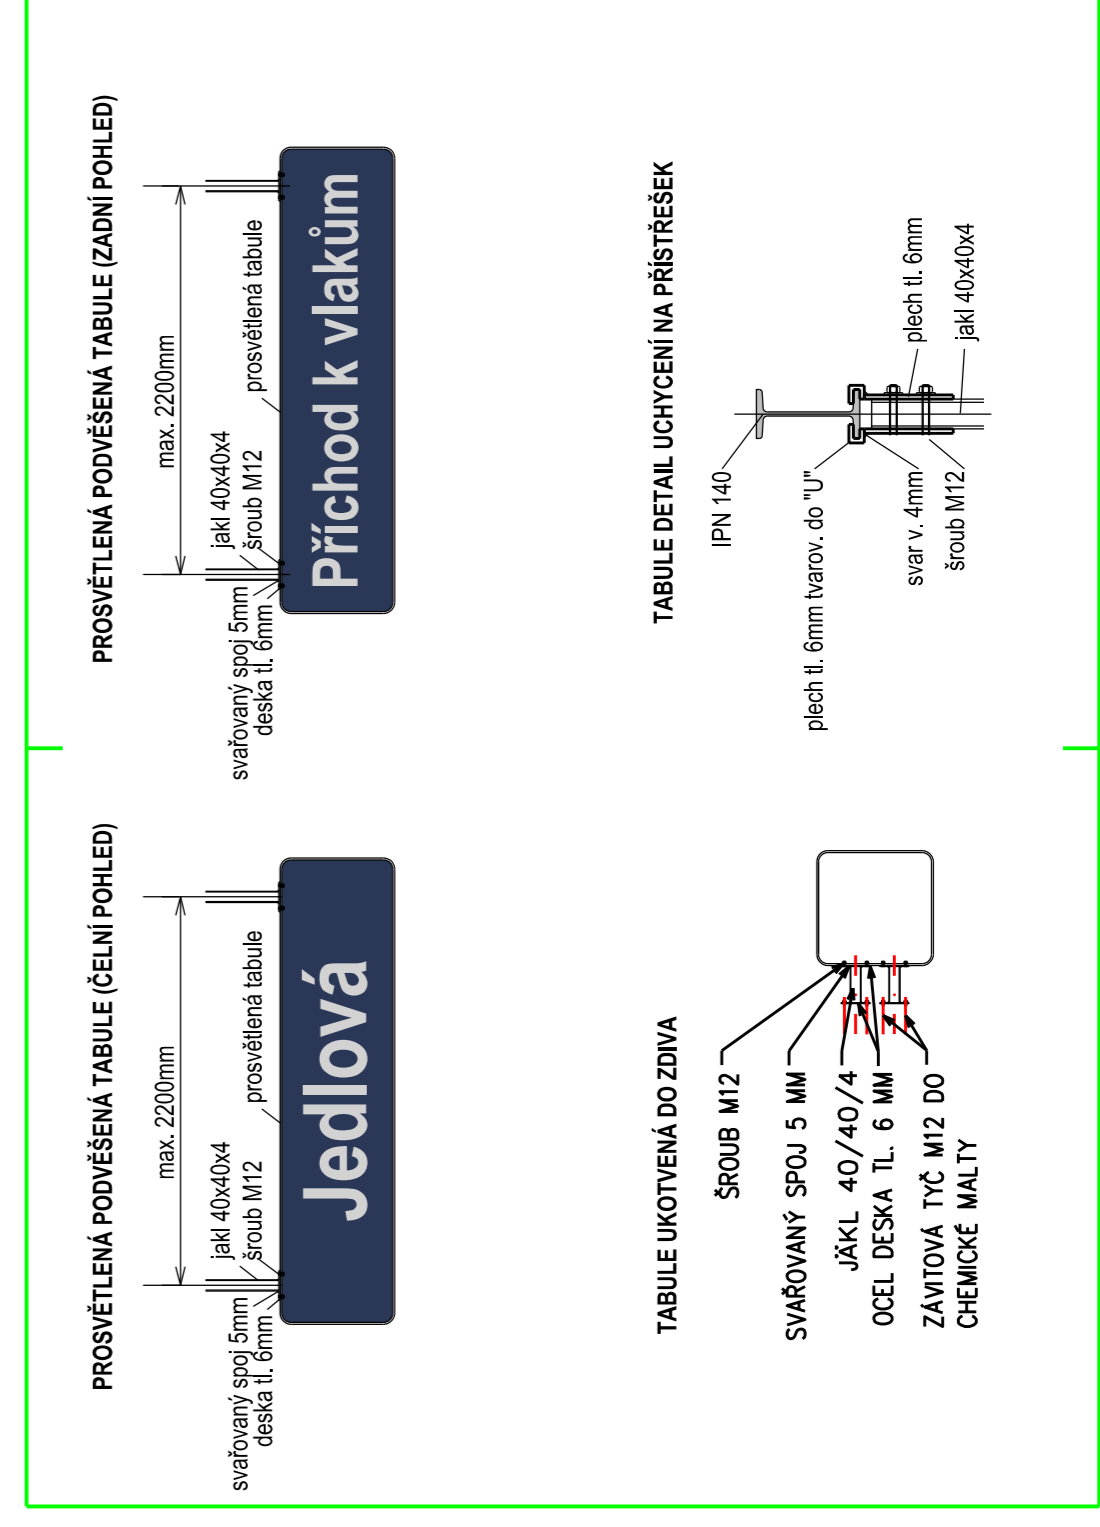 PROSVĚTLENÁ PODVĚŠENÁ TABULE (ČELNÍ POHLED)
max. 2200mm
jakl 40x40x4
šroub M12
prosvětlená tabule
svařovaný spoj 5mm
deska tl. 6mm
Jedlová
PROSVĚTLENÁ PODVĚŠENÁ TABULE (ZADNÍ POHLED)
max. 2200mm
jakl 40x40x4
šroub M12
prosvětlená tabule
svařovaný spoj 5mm
deska tl. 6mm
Příchod k vlakům
TABULE UKOTVENÁ DO ZDIVA
ŠROUB M12
SVAŘOVANÝ SPOJ 5 MM
JÄKL 40/40/4
OCEL DESKA TL. 6 MM
ZÁVITOVÁ TYČ M12 DO
CHEMICKÉ MALTY
TABULE DETAIL UCHYCENÍ NA PŘÍSTŘEŠEK
IPN 140
plech tl. 6mm tvarov. do "U"
svar v. 4mm
šroub M12
plech tl. 6mm
jakl 40x40x4